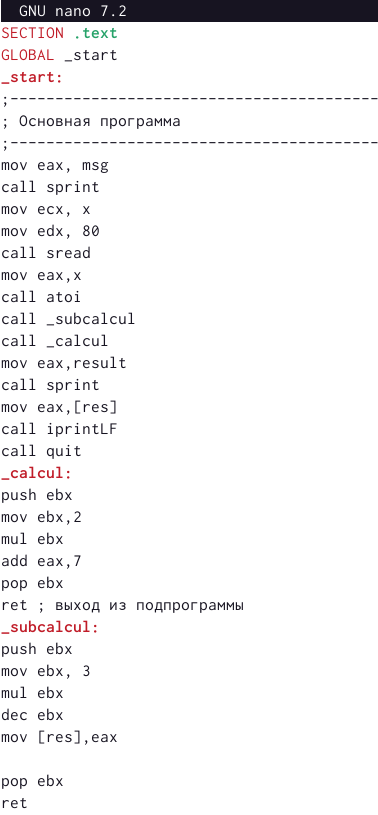 GNU nano 7.2
SECTION .text
GLOBAL _start
_start:
;-----------------------------------------
; Основная программа
;-----------------------------------------
mov eax, msg
call sprint
mov ecx, x
mov edx, 80
call sread
mov eax,x
call atoi
call _subcalcul
call _calcul
mov eax,result
call sprint
mov eax,[res]
call iprintLF
call quit
_calcul:
push ebx
mov ebx,2
mul ebx
add eax,7
pop ebx
ret ; выход из подпрограммы
_subcalcul:
push ebx
mov ebx, 3
mul ebx
dec ebx
mov [res],eax

pop ebx
ret